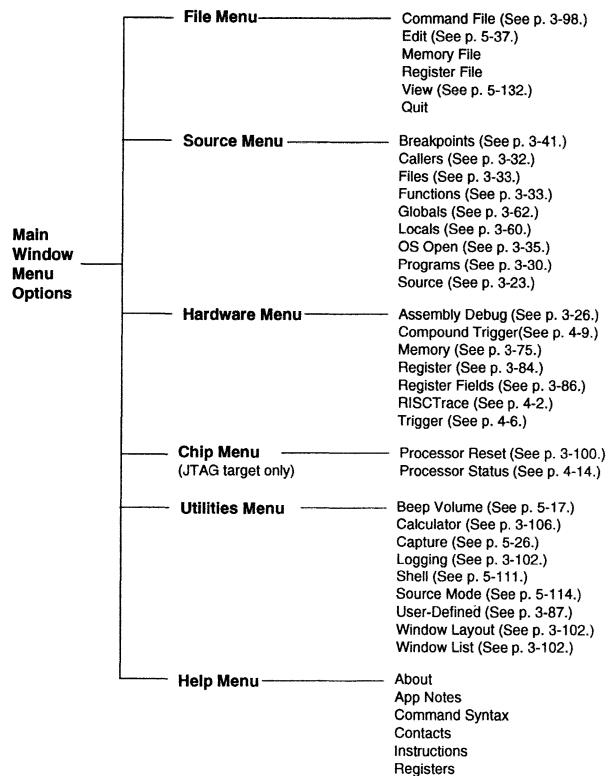 File Menu
Command File (See p. 3-98.)
Edit (See p. 5-37.)
Memory File
Register File
View (See p. 5-132.)
Quit
Source Menu
Breakpoints (See p. 3-41.)
Callers (See p. 3-32.)
Files (See p. 3-33.)
Functions (See p. 3-33.)
Globals (See p. 3-62.)
Locals (See p. 3-60.)
OS Open (See p. 3-35.)
Programs (See p. 3-30.)
Source (See p. 3-23.)
Main
Window
Menu
Options
Hardware Menu
Assembly Debug (See p. 3-26.)
Compound Trigger(See p. 4-9.)
Memory (See p. 3-75.)
Register (See p. 3-84.)
Register Fields (See p. 3-86.)
RISCTrace (See p. 4-2.)
Trigger (See p. 4-6.)
Chip Menu
(JTAG target only)
Processor Reset (See p. 3-100.)
Processor Status (See p. 4-14.)
Utilities Menu
Beep Volume (See p. 5-17.)
Calculator (See p. 3-106.)
Capture (See p. 5-26.)
Logging (See p. 3-102.)
Shell (See p. 5-111.)
Source Mode (See p. 5-114.)
User-Defined (See p. 3-87.)
Window Layout (See p. 3-102.)
Window List (See p. 3-102.)
Help Menu
About
App Notes
Command Syntax
Contacts
Instructions
Registers